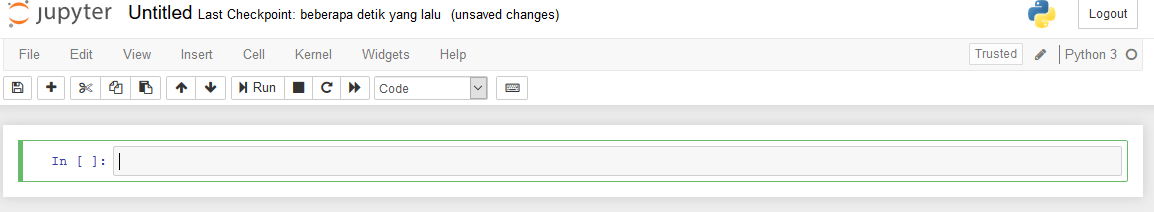 jupyter Untitled Last Checkpoint: beberapa detik yang lalu (unsaved changes) Logout
File Edit View Insert Cell Kernel Widgets Help Trusted Python 3
Run Code
In [ ]: